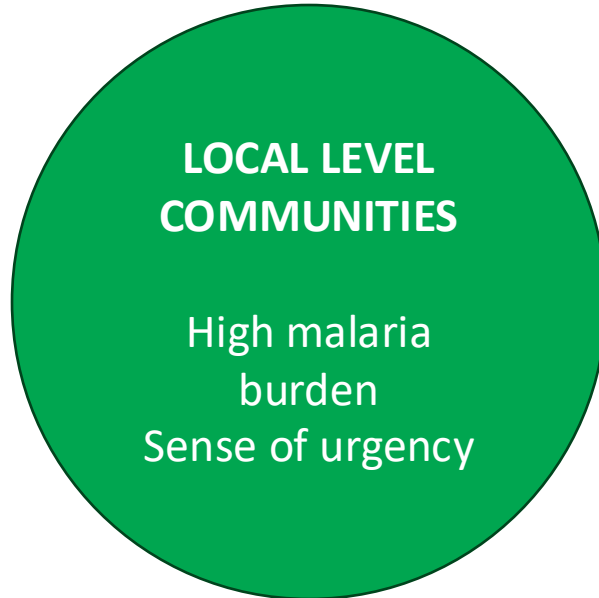 LOCAL LEVEL
COMMUNITIES
High malaria
burden
Sense of urgency